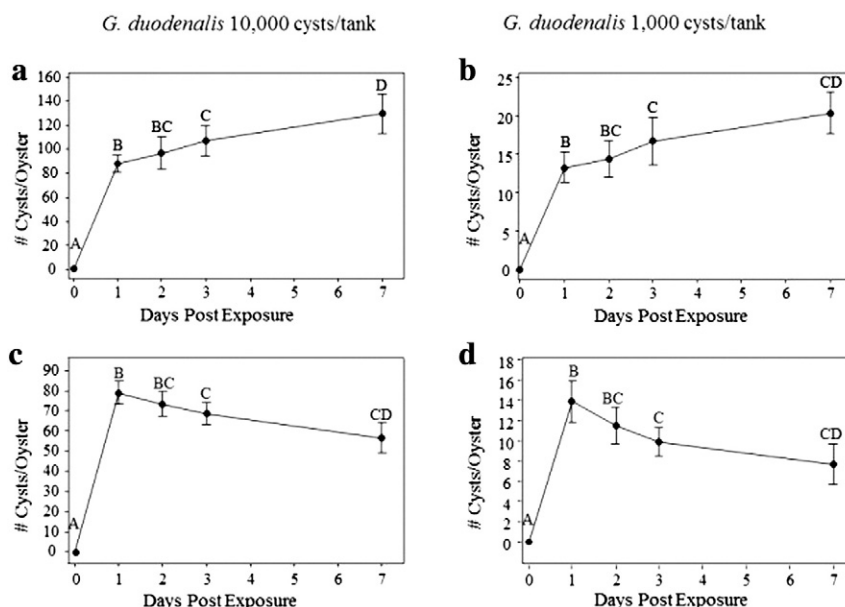 G. duodenalis 10,000 cysts/tank
G. duodenalis 1,000 cysts/tank
a
160
140
120
100
80
60
40
20
0
# Cysts/Oyster
A
B
BC
C
D
0 1 2 3 4 5 6 7
Days Post Exposure
b
25
20
15
10
5
0
# Cysts/Oyster
A
B
BC
C
CD
0 1 2 3 4 5 6 7
Days Post Exposure
c
90
80
70
60
50
40
30
20
10
0
# Cysts/Oyster
A
B
BC
C
CD
0 1 2 3 4 5 6 7
Days Post Exposure
d
18
16
14
12
10
8
6
4
2
0
# Cysts/Oyster
A
B
BC
C
CD
0 1 2 3 4 5 6 7
Days Post Exposure